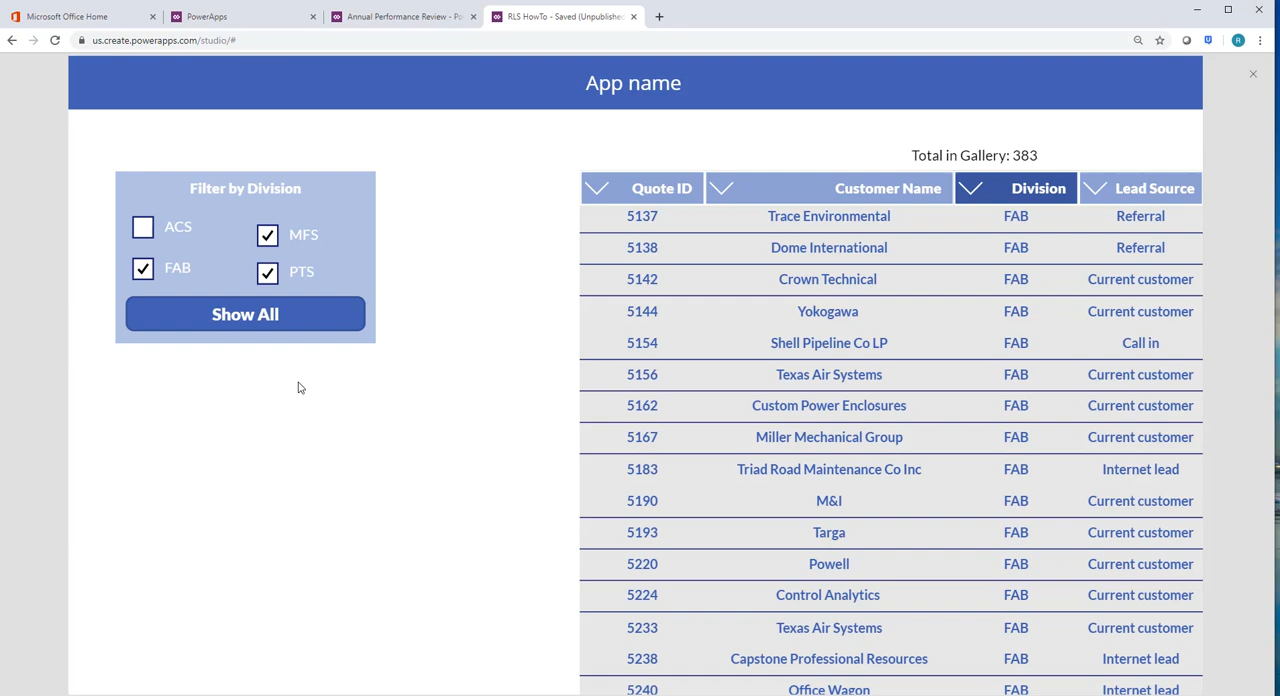 Microsoft Office Home
PowerApps
Annual Performance Review - Po
RLS HowTo - Saved (Unpublished
us.create.powerapps.com/studio/#
R
App name
Total in Gallery: 383
Filter by Division
ACS
MFS
FAB
PTS
Show All
Quote ID Customer Name Division Lead Source
5137 Trace Environmental FAB Referral
5138 Dome International FAB Referral
5142 Crown Technical FAB Current customer
5144 Yokogawa FAB Current customer
5154 Shell Pipeline Co LP FAB Call in
5156 Texas Air Systems FAB Current customer
5162 Custom Power Enclosures FAB Current customer
5167 Miller Mechanical Group FAB Current customer
5183 Triad Road Maintenance Co Inc FAB Internet lead
5190 M&I FAB Current customer
5193 Targa FAB Current customer
5220 Powell FAB Current customer
5224 Control Analytics FAB Current customer
5233 Texas Air Systems FAB Current customer
5238 Capstone Professional Resources FAB Internet lead
5240 Office Wagon FAB Internet lead